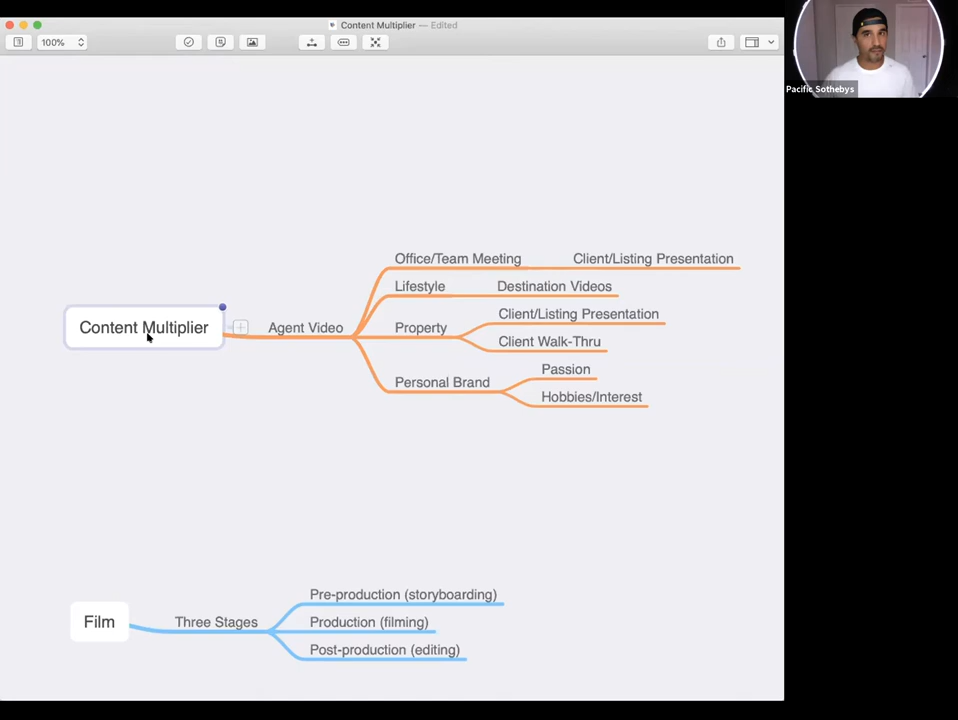 Content Multiplier — Edited
100%
Pacific Sothebys
Office/Team Meeting
Client/Listing Presentation
Lifestyle
Destination Videos
Content Multiplier
Agent Video
Property
Client/Listing Presentation
Client Walk-Thru
Personal Brand
Passion
Hobbies/Interest
Film
Three Stages
Pre-production (storyboarding)
Production (filming)
Post-production (editing)